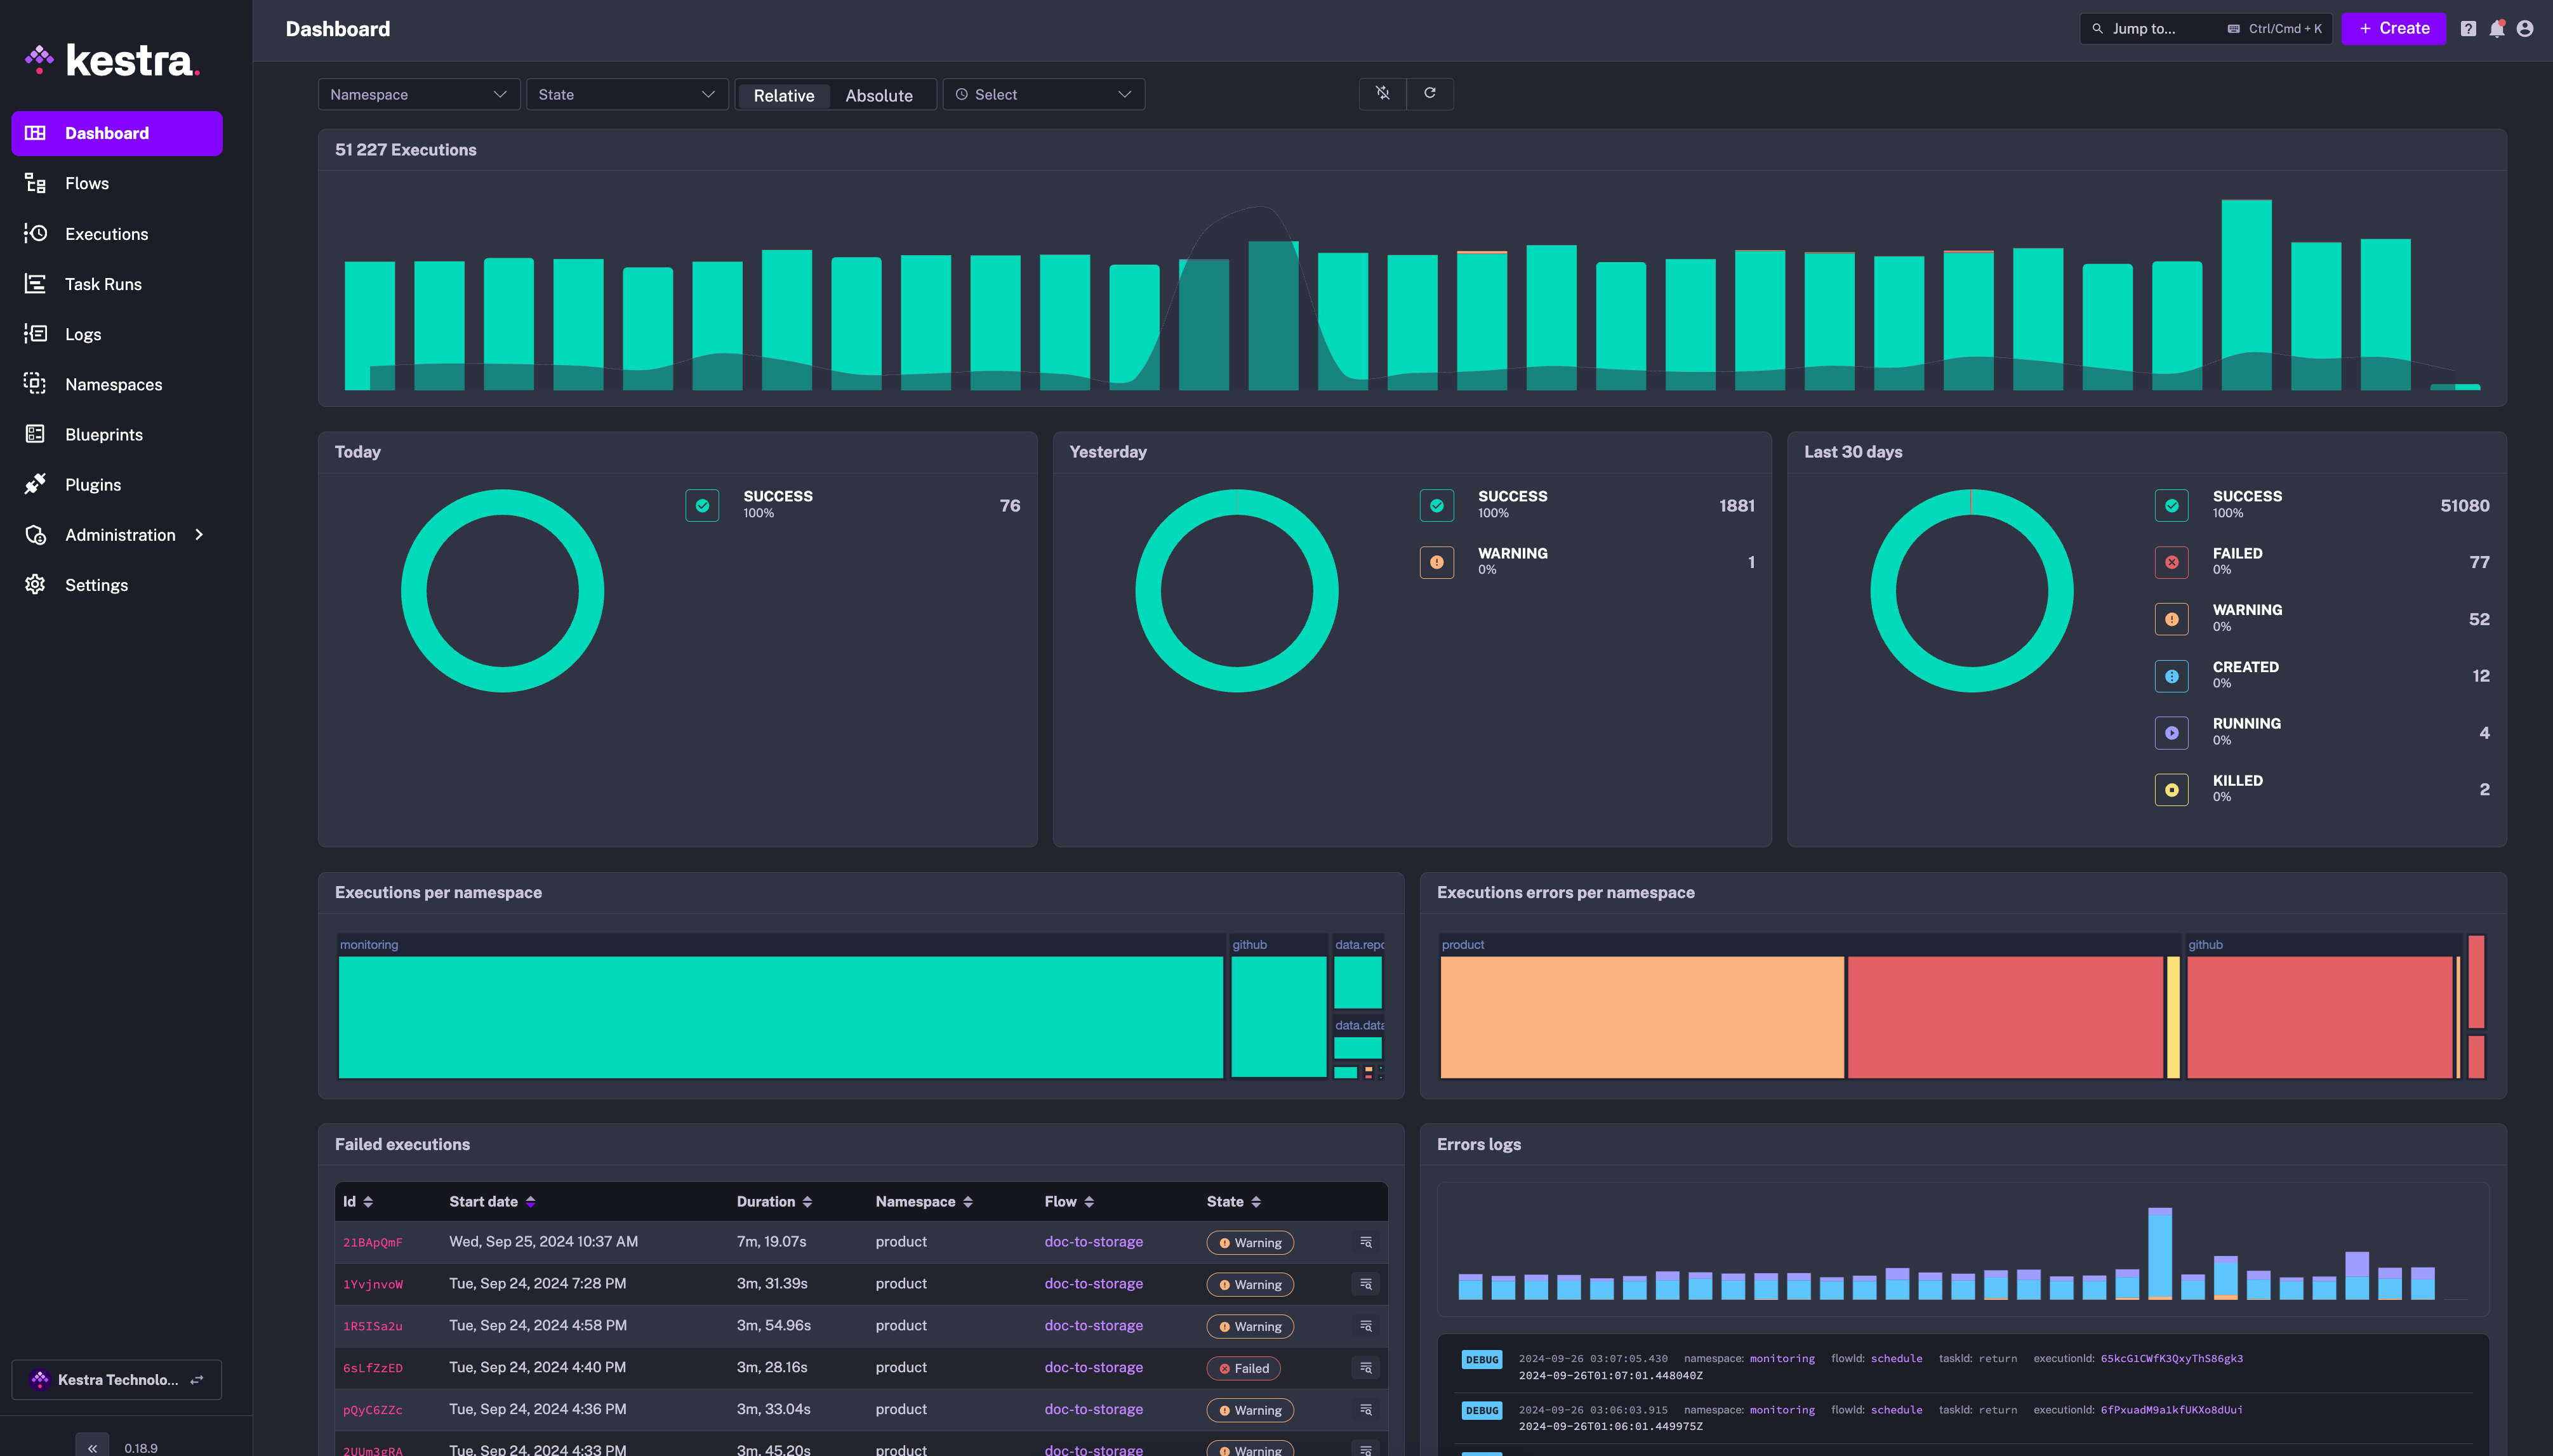 kestra.
Dashboard
Jump to...
Ctrl/Cmd + K
+ Create
Dashboard
Flows
Executions
Task Runs
Logs
Namespaces
Blueprints
Plugins
Administration
Settings
Kestra Technolo...
0.18.9
Namespace
State
Relative
Absolute
Select
51 227 Executions
Today
SUCCESS
100%
76
Yesterday
SUCCESS
100%
1881
WARNING
0%
1
Last 30 days
SUCCESS
100%
51080
FAILED
0%
77
WARNING
0%
52
CREATED
0%
12
RUNNING
0%
4
KILLED
0%
2
Executions per namespace
monitoring
github
data.repo
data.data
Executions errors per namespace
product
github
Failed executions
Id Start date Duration Namespace Flow State
21BApQmF Wed, Sep 25, 2024 10:37 AM 7m, 19.07s product doc-to-storage Warning
1YvjnvoW Tue, Sep 24, 2024 7:28 PM 3m, 31.39s product doc-to-storage Warning
1R5ISa2u Tue, Sep 24, 2024 4:58 PM 3m, 54.96s product doc-to-storage Warning
6sLfZzED Tue, Sep 24, 2024 4:40 PM 3m, 28.16s product doc-to-storage Failed
pQyC6ZZc Tue, Sep 24, 2024 4:36 PM 3m, 33.04s product doc-to-storage Warning
2UUm3gRA Tue, Sep 24, 2024 4:33 PM 3m, 45.20s product doc-to-storage Warning
Errors logs
DEBUG 2024-09-26 03:07:05.430 namespace: monitoring flowId: schedule taskId: return executionId: 65kcG1CWfK3QxyThS86gk3
2024-09-26T01:07:01.448040Z
DEBUG 2024-09-26 03:06:03.915 namespace: monitoring flowId: schedule taskId: return executionId: 6fPxuadM9a1kfUKXo8dUui
2024-09-26T01:06:01.449975Z